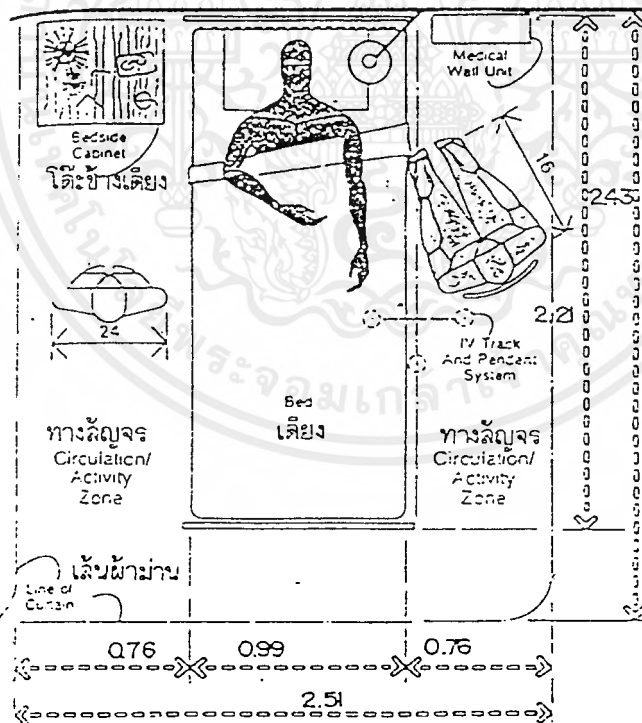 Medical
Wall Unit
Bedside
Cabinet
โต๊ะข้างเตียง
16
2.43
2.21
24
IV Track
And Pendent
System
Bed
เตียง
ทางสัญจร
Circulation/
Activity
Zone
ทางสัญจร
Circulation/
Activity
Zone
เส้นผ้าม่าน
Line of
Curtain
0.76
0.99
0.76
2.51